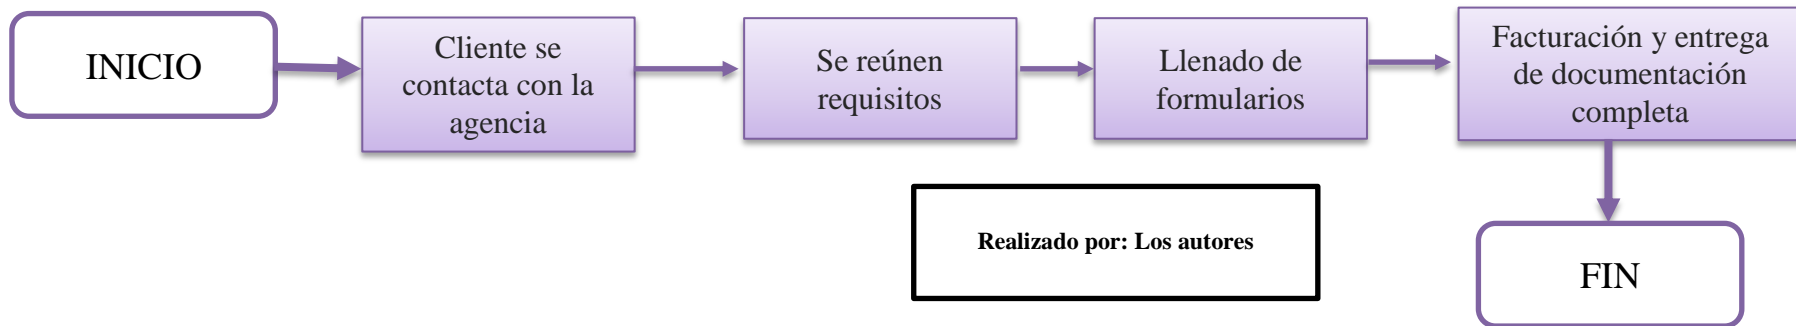 INICIO
Cliente se
contacta con la
agencia
Se reúnen
requisitos
Llenado de
formularios
Facturación y entrega
de documentación
completa
Realizado por: Los autores
FIN